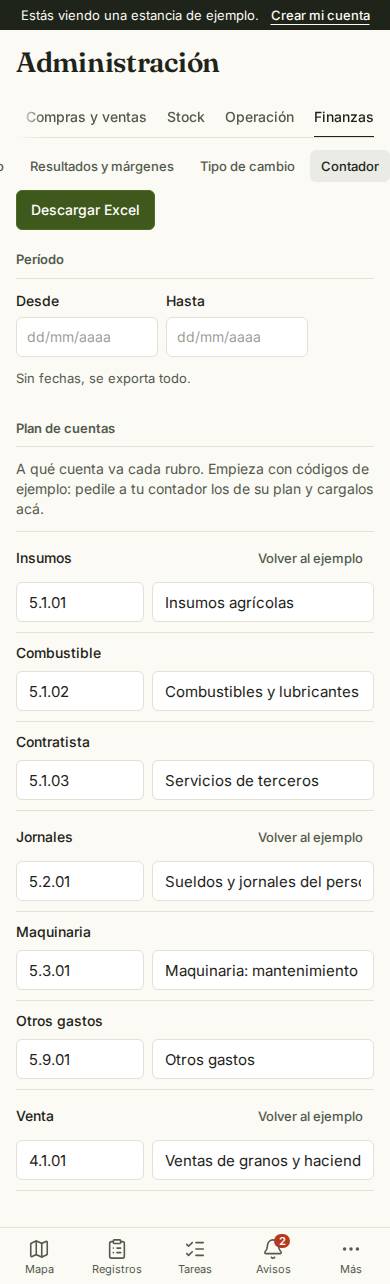 Estás viendo una estancia de ejemplo. Crear mi cuenta
Administración
Compras y ventas Stock Operación Finanzas
o Resultados y márgenes Tipo de cambio Contador
Descargar Excel
Período
Desde Hasta
dd/mm/aaaa dd/mm/aaaa
Sin fechas, se exporta todo.
Plan de cuentas
A qué cuenta va cada rubro. Empieza con códigos de
ejemplo: pedile a tu contador los de su plan y cargalos
acá.
Insumos Volver al ejemplo
5.1.01 Insumos agrícolas
Combustible
5.1.02 Combustibles y lubricantes
Contratista
5.1.03 Servicios de terceros
Jornales Volver al ejemplo
5.2.01 Sueldos y jornales del perso
Maquinaria
5.3.01 Maquinaria: mantenimiento
Otros gastos
5.9.01 Otros gastos
Venta Volver al ejemplo
4.1.01 Ventas de granos y haciend
2
Mapa Registros Tareas Avisos Más